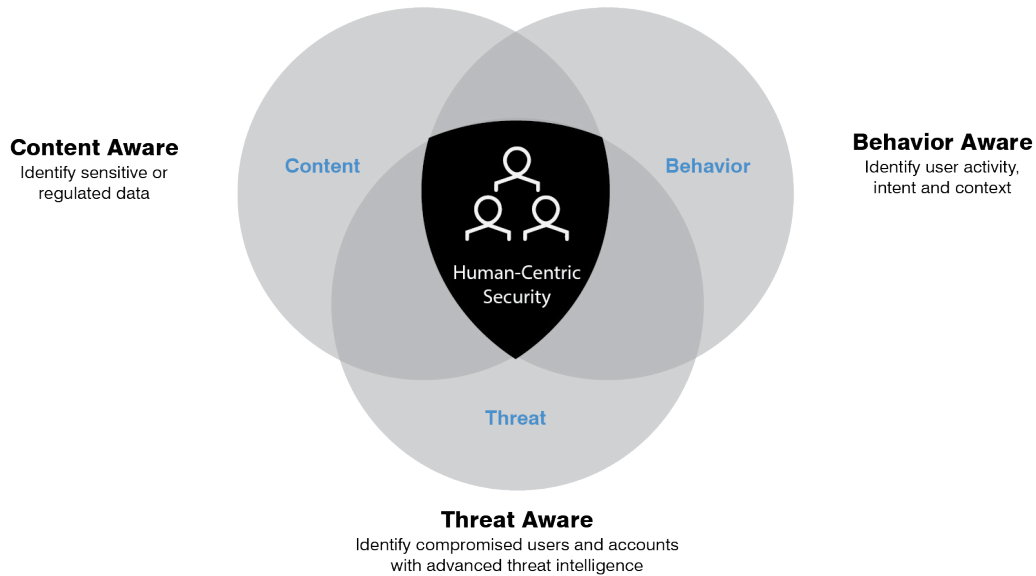 Content Aware
Identify sensitive or
regulated data
Content
Behavior
Behavior Aware
Identify user activity,
intent and context
Human-Centric
Security
Threat
Threat Aware
Identify compromised users and accounts
with advanced threat intelligence